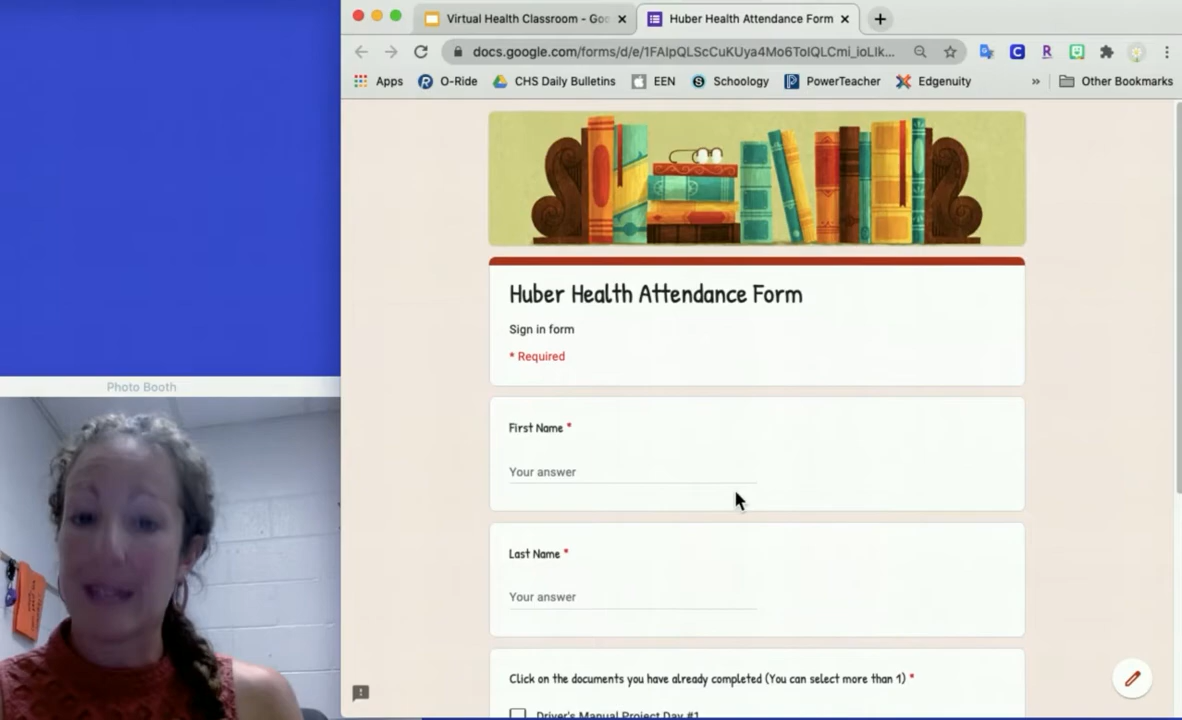 Virtual Health Classroom - Goo
Huber Health Attendance Form
docs.google.com/forms/d/e/1FAIpQLScCuKUya4Mo6ToIQLCmi_ioLIk...
Apps
O-Ride
CHS Daily Bulletins
EEN
Schoology
PowerTeacher
Edgenuity
»
Other Bookmarks
Huber Health Attendance Form
Sign in form
* Required
Photo Booth
First Name *
Your answer
Last Name *
Your answer
Click on the documents you have already completed (You can select more than 1) *
Driver's Manual Project Day #1